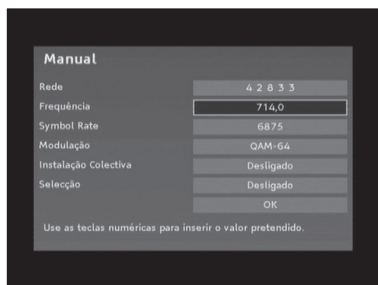 Manual
Rede 4 2 8 3 3
Frequência 714,0
Symbol Rate 6875
Modulação QAM-64
Instalação Colectiva Desligado
Selecção Desligado
OK
Use as teclas numéricas para inserir o valor pretendido.